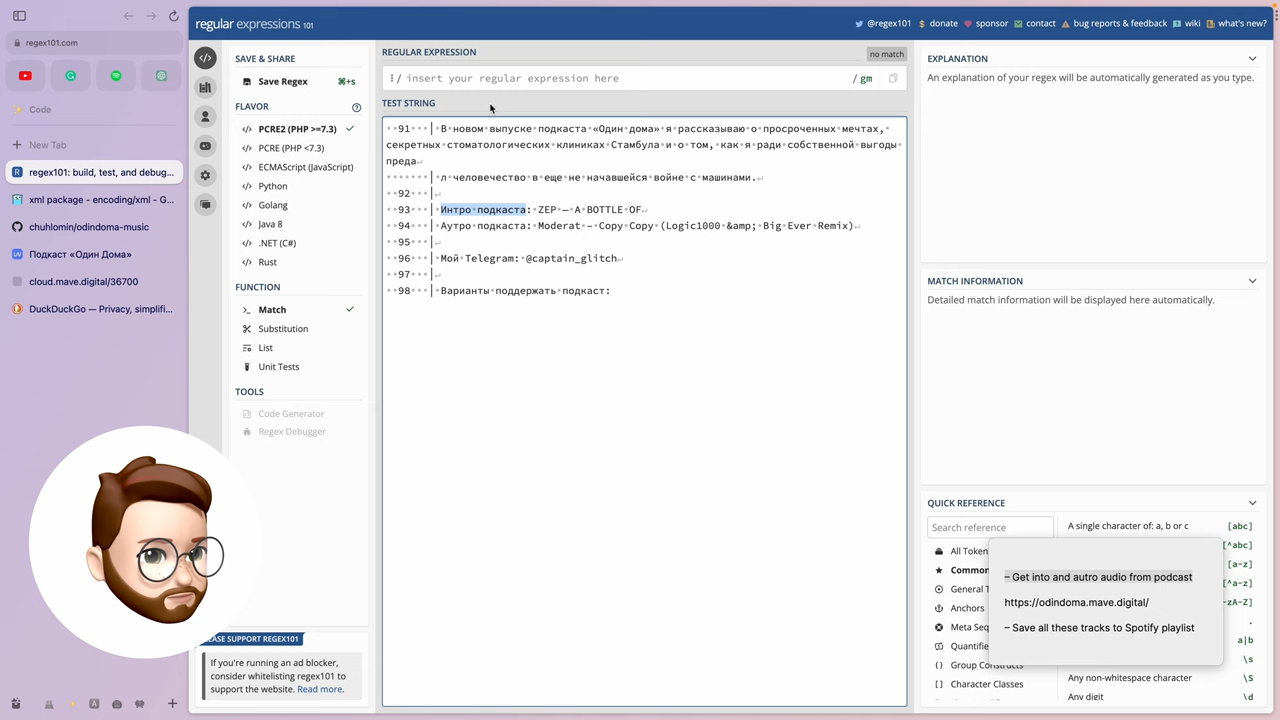 regex101.com
Code
New Tab
regex101: build, test, and debug...
xml package - encoding/xml - G...
chuhlomin/odindoma-music
Подкаст «Один Дома»
cloud.mave.digital/36700
DuckDuckGo — Privacy, simplifi...
regular expressions 101
@regex101
donate
sponsor
contact
bug reports & feedback
wiki
what's new?
SAVE & SHARE
Save Regex ⌘+s
FLAVOR
PCRE2 (PHP >=7.3)
PCRE (PHP <7.3)
ECMAScript (JavaScript)
Python
Golang
Java 8
.NET (C#)
Rust
FUNCTION
Match
Substitution
List
Unit Tests
TOOLS
Code Generator
Regex Debugger
EASE SUPPORT REGEX101
If you're running an ad blocker,
consider whitelisting regex101 to
support the website. Read more.
REGULAR EXPRESSION
no match
/ insert your regular expression here / gm
TEST STRING
91 В новом выпуске подкаста «Один дома» я рассказываю о просроченных мечтах,
секретных стоматологических клиниках Стамбула и о том, как я ради собственной выгоды
преда
л человечество в еще не начавшейся войне с машинами.
92
93 Интро подкаста: ZEP — A BOTTLE OF
94 Аутро подкаста: Moderat – Copy Copy (Logic1000 &amp; Big Ever Remix)
95
96 Мой Telegram: @captain_glitch
97
98 Варианты поддержать подкаст:
EXPLANATION
An explanation of your regex will be automatically generated as you type.
MATCH INFORMATION
Detailed match information will be displayed here automatically.
QUICK REFERENCE
Search reference
All Token
Common
General T
Anchors
Meta Seq
Quantifie
Group Constructs
Character Classes
A single character of: a, b or c [abc]
[^abc]
[a-z]
[^a-z]
-zA-Z]
.
a|b
\s
Any non-whitespace character \S
Any digit \d
– Get into and autro audio from podcast
https://odindoma.mave.digital/
– Save all these tracks to Spotify playlist